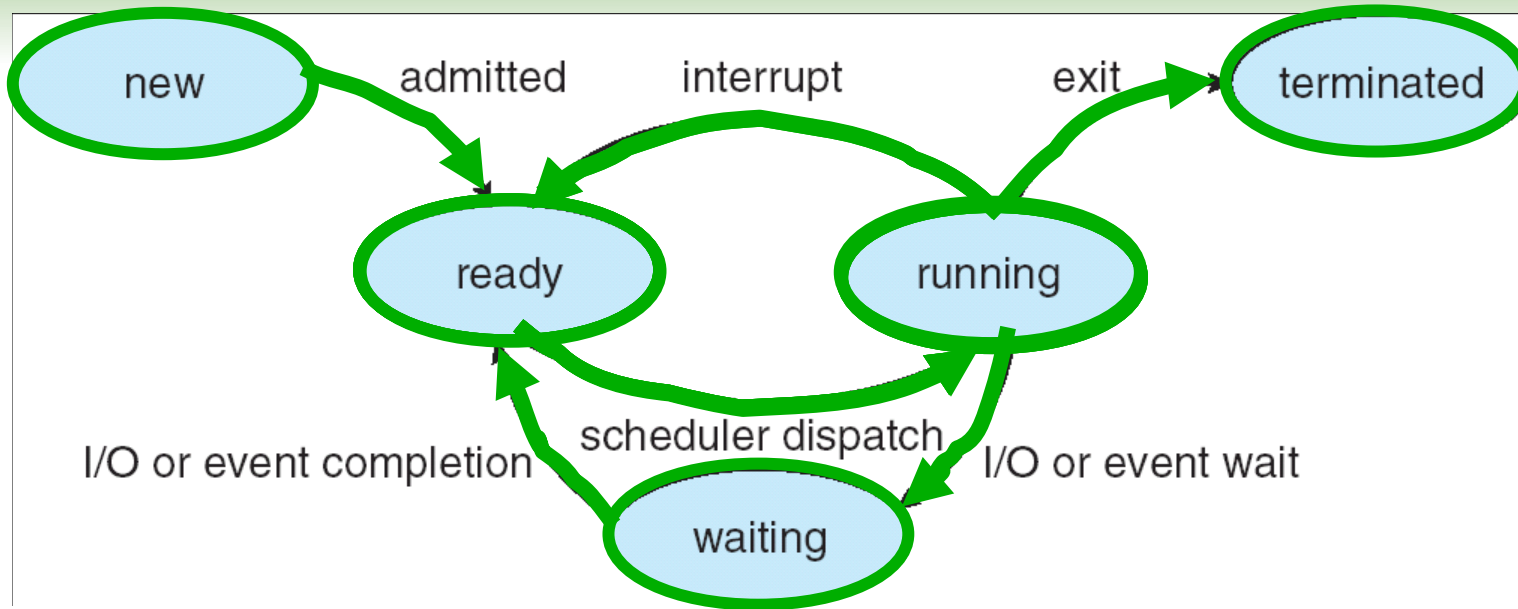 new
admitted
interrupt
exit
terminated
ready
running
scheduler dispatch
I/O or event completion
I/O or event wait
waiting